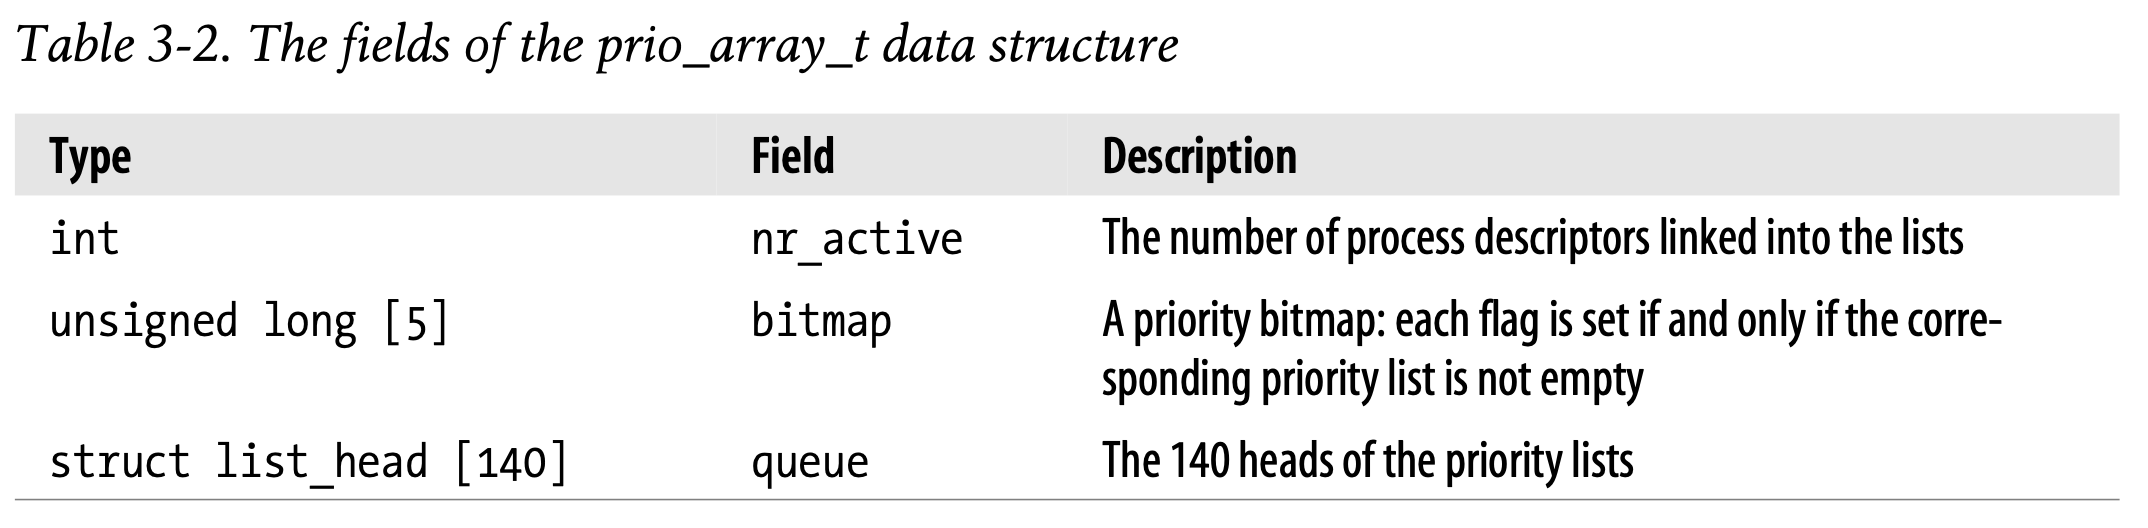 Table 3-2. The fields of the prio_array_t data structure
Type Field Description
int nr_active The number of process descriptors linked into the lists
unsigned long [5] bitmap A priority bitmap: each flag is set if and only if the corre-
sponding priority list is not empty
struct list_head [140] queue The 140 heads of the priority lists